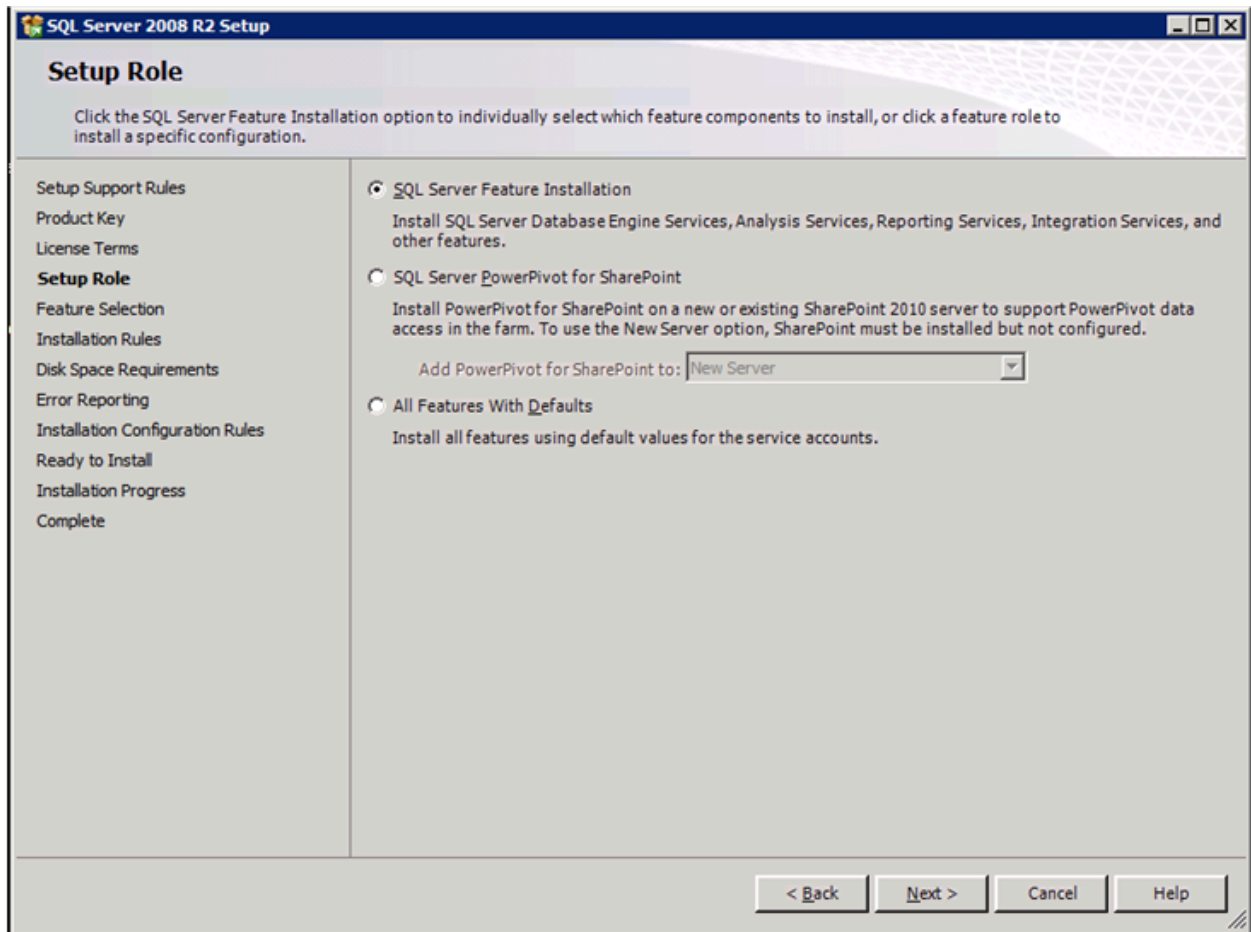 SQL Server 2008 R2 Setup
Setup Role
Click the SQL Server Feature Installation option to individually select which feature components to install, or click a feature role to
install a specific configuration.
Setup Support Rules
Product Key
License Terms
Setup Role
Feature Selection
Installation Rules
Disk Space Requirements
Error Reporting
Installation Configuration Rules
Ready to Install
Installation Progress
Complete
SQL Server Feature Installation
Install SQL Server Database Engine Services, Analysis Services, Reporting Services, Integration Services, and
other features.
SQL Server PowerPivot for SharePoint
Install PowerPivot for SharePoint on a new or existing SharePoint 2010 server to support PowerPivot data
access in the farm. To use the New Server option, SharePoint must be installed but not configured.
Add PowerPivot for SharePoint to: New Server
All Features With Defaults
Install all features using default values for the service accounts.
< Back Next > Cancel Help